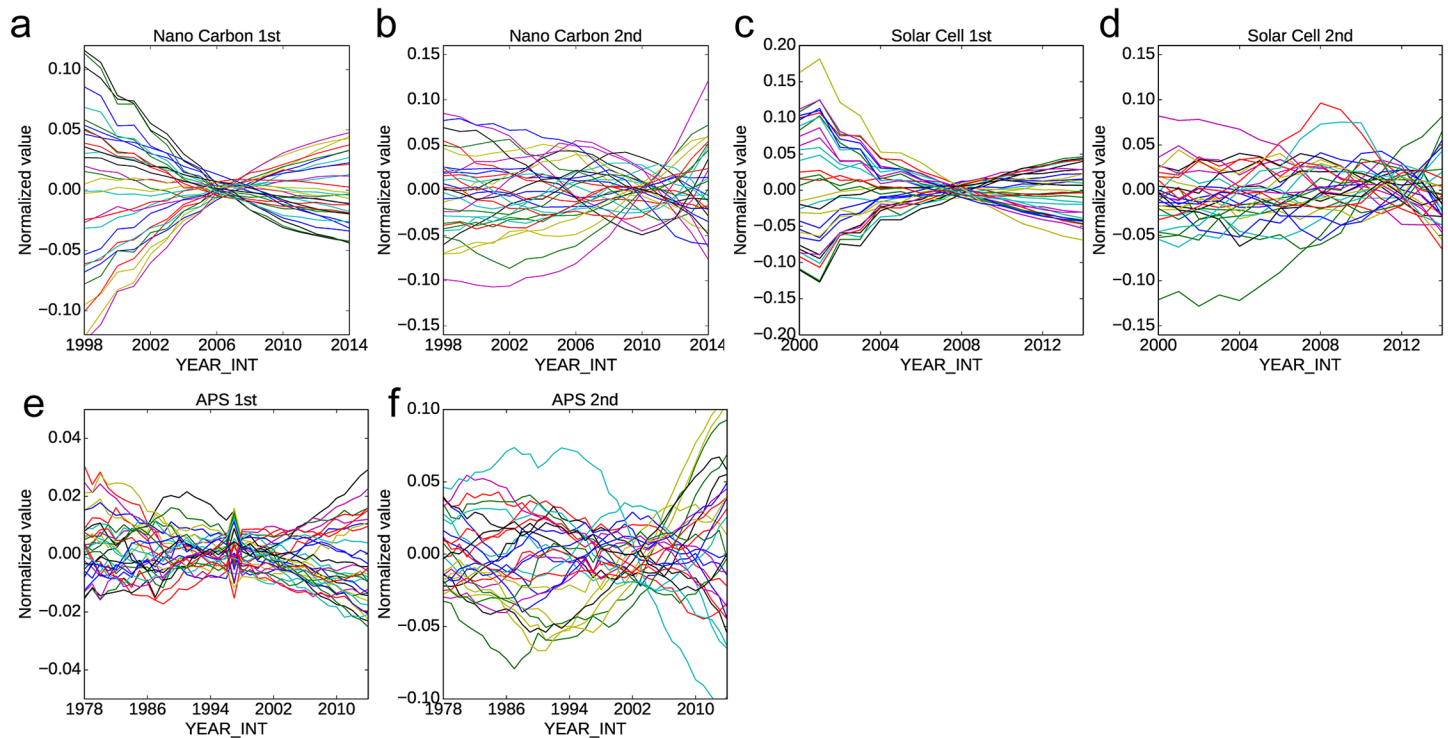 a
Nano Carbon 1st
0.10
0.05
0.00
−0.05
−0.10
Normalized value
1998 2002 2006 2010 2014
YEAR_INT
b
Nano Carbon 2nd
0.15
0.10
0.05
0.00
−0.05
−0.10
−0.15
Normalized value
1998 2002 2006 2010 2014
YEAR_INT
c
Solar Cell 1st
0.20
0.15
0.10
0.05
0.00
−0.05
−0.10
−0.15
−0.20
Normalized value
2000 2004 2008 2012
YEAR_INT
d
Solar Cell 2nd
0.15
0.10
0.05
0.00
−0.05
−0.10
−0.15
Normalized value
2000 2004 2008 2012
YEAR_INT
e
APS 1st
0.04
0.02
0.00
−0.02
−0.04
Normalized value
1978 1986 1994 2002 2010
YEAR_INT
f
APS 2nd
0.10
0.05
0.00
−0.05
−0.10
Normalized value
1978 1986 1994 2002 2010
YEAR_INT